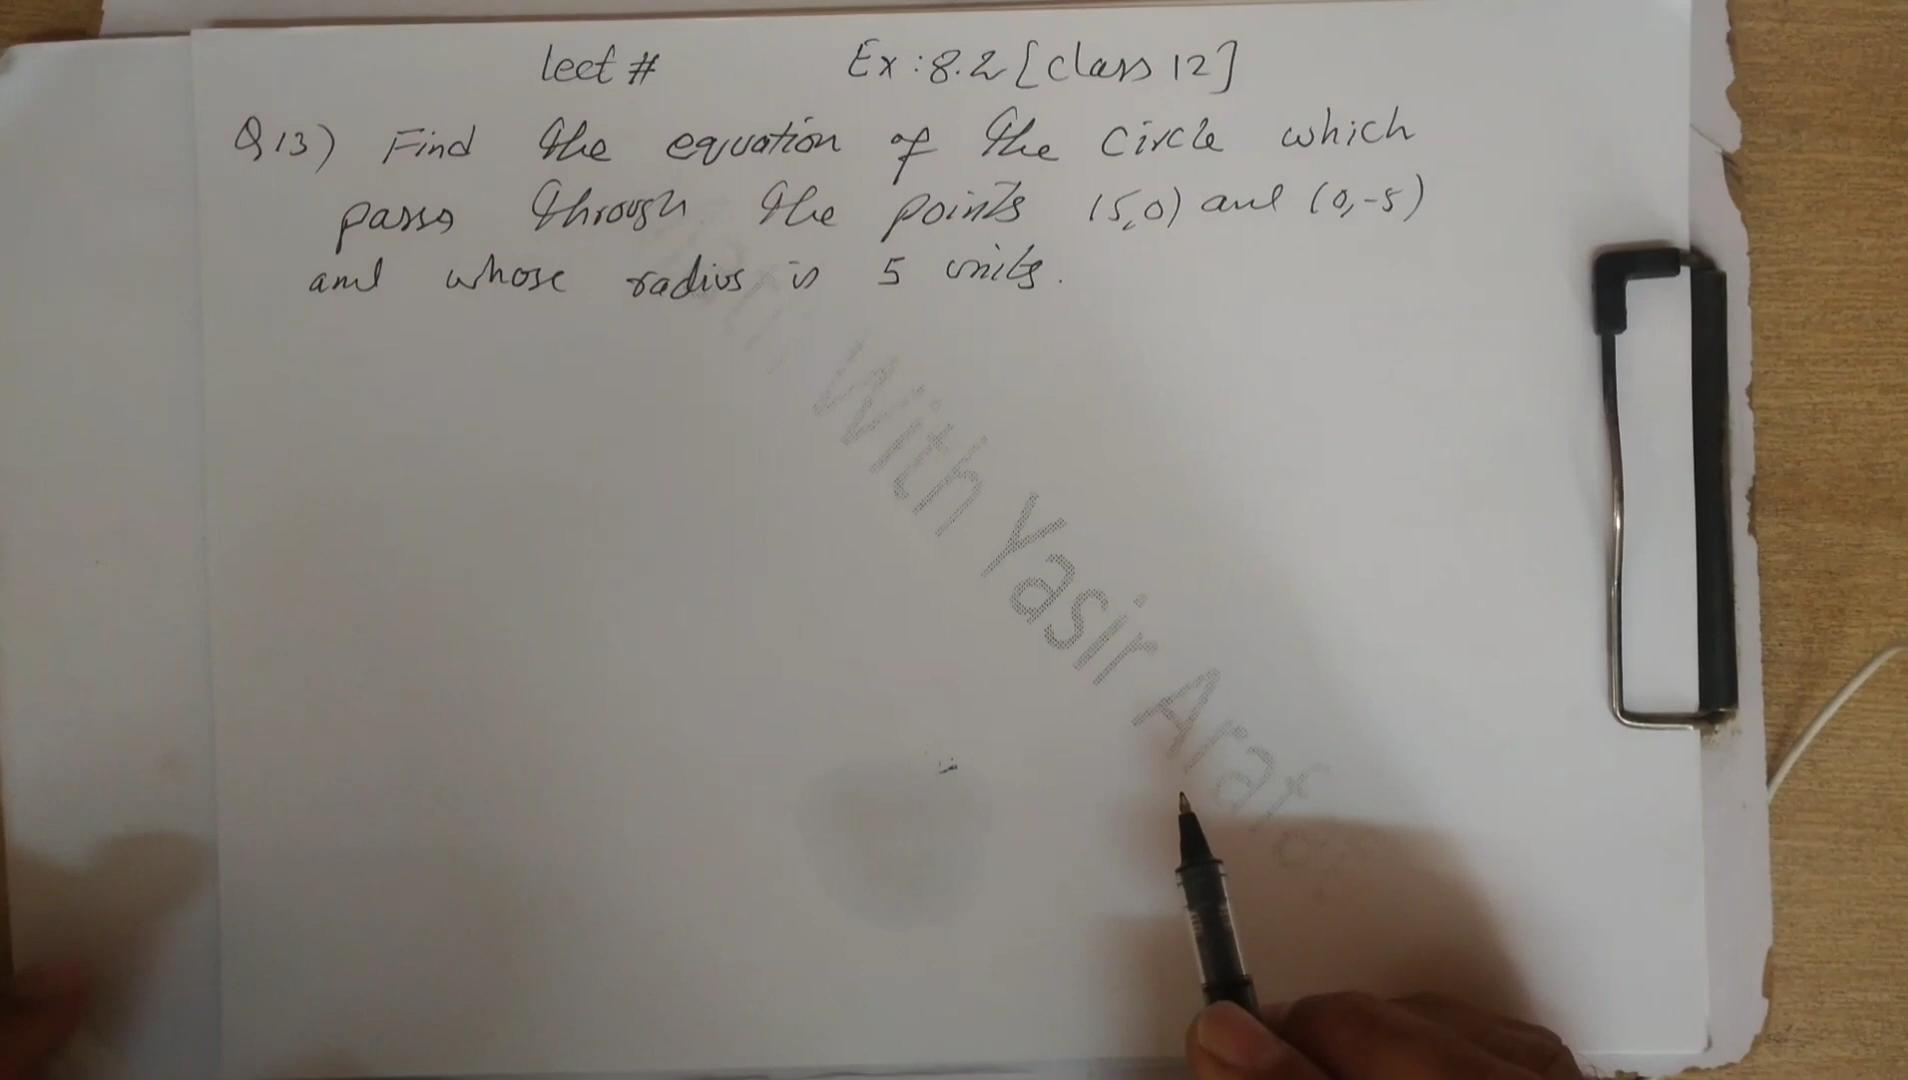 lect # Ex: 8.2 [class 12]
Q13) Find the equation of the circle which
pass through the points (5,0) and (0,-5)
and whose radius is 5 units.
With Yasir Araf